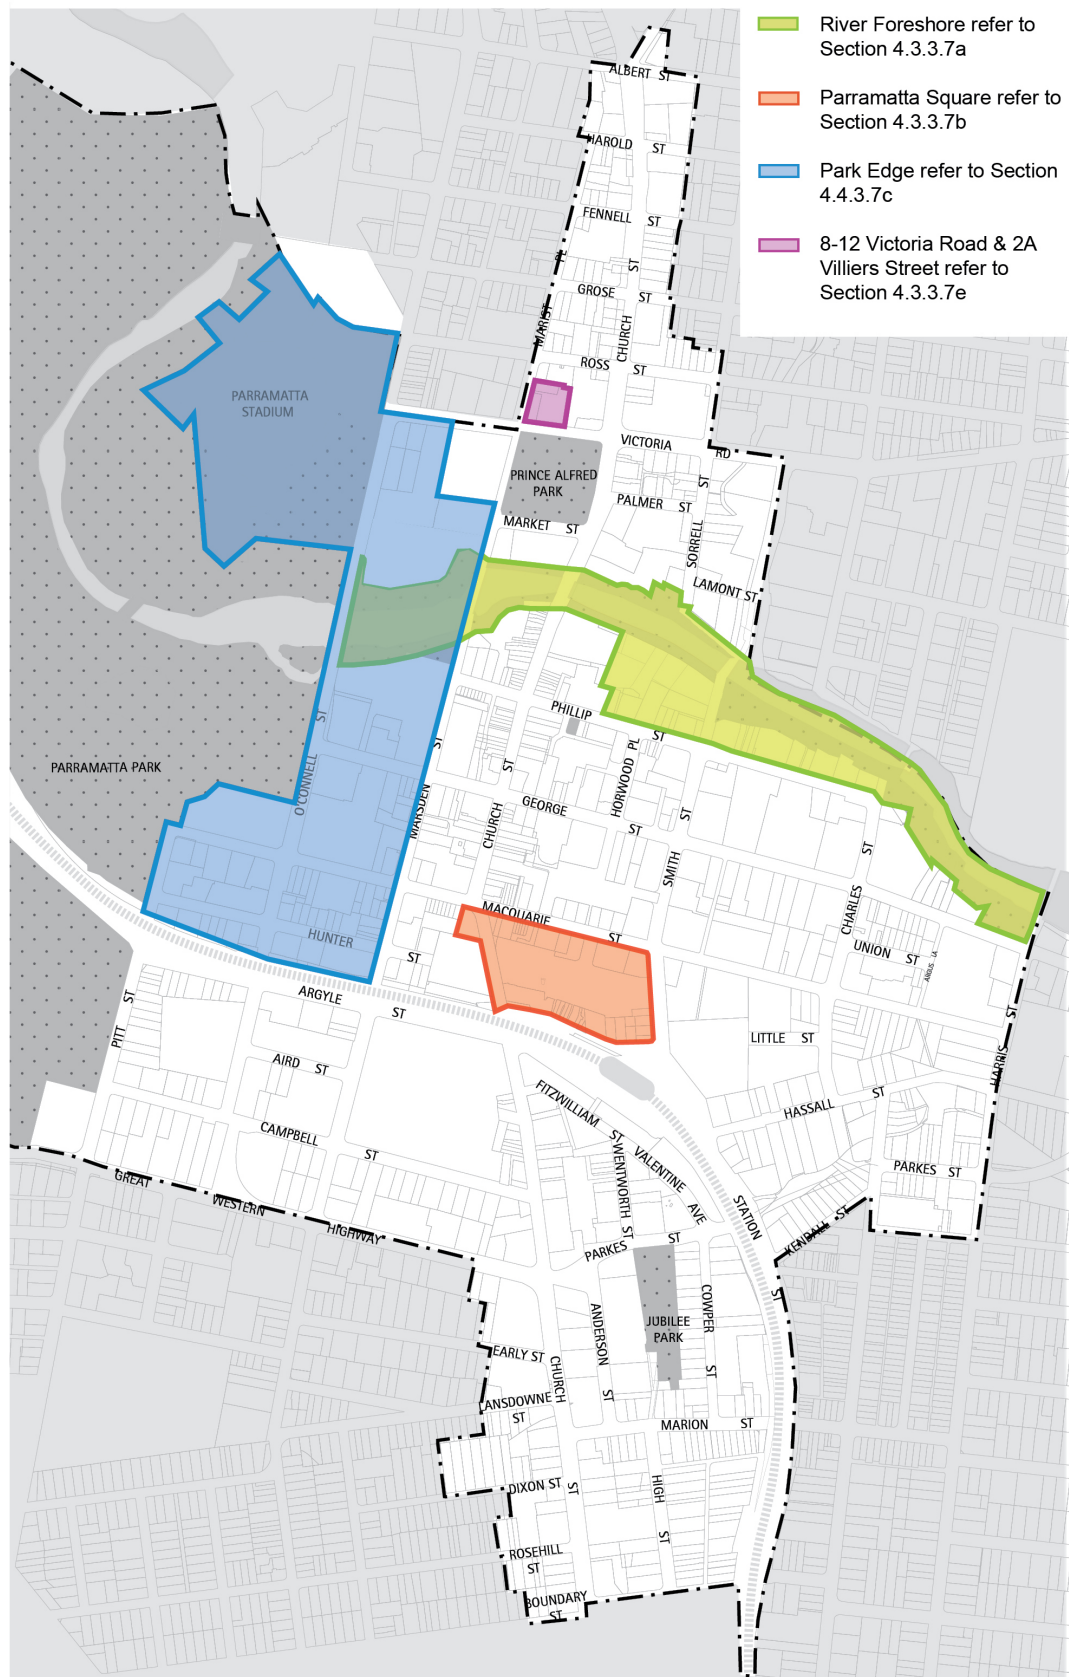 River Foreshore refer to
Section 4.3.3.7a
Parramatta Square refer to
Section 4.3.3.7b
Park Edge refer to Section
4.4.3.7c
8-12 Victoria Road & 2A
Villiers Street refer to
Section 4.3.3.7e
ALBERT ST
HAROLD ST
FENNELL ST
PL
ST
GROSE ST
MARIST
CHURCH
ROSS ST
PARRAMATTA
STADIUM
VICTORIA RD
PRINCE ALFRED
PARK
ST
PALMER ST
MARKET ST
SORRELL
LAMONT ST
PHILLIP ST
ST
O'CONNELL
ST
MARSDEN
ST
CHURCH
PL
HORWOOD
PARRAMATTA PARK
GEORGE ST
ST
SMITH
ST
CHARLES
MACQUARIE ST
HUNTER ST
UNION ST
ARGUS LA
ARGYLE ST
ST
PITT
ST
HARRIS
LITTLE ST
AIRD ST
HASSALL ST
FITZWILLIAM ST
CAMPBELL ST
WENTWORTH ST
VALENTINE AVE
PARKES ST
STATION ST
KENDALL ST
GREAT WESTERN HIGHWAY
PARKES ST
ANDERSON ST
COWPER ST
JUBILEE
PARK
EARLY ST
CHURCH ST
LANSDOWNE
ST
MARION ST
DIXON ST
HIGH ST
ROSEHILL
ST
BOUNDARY
ST